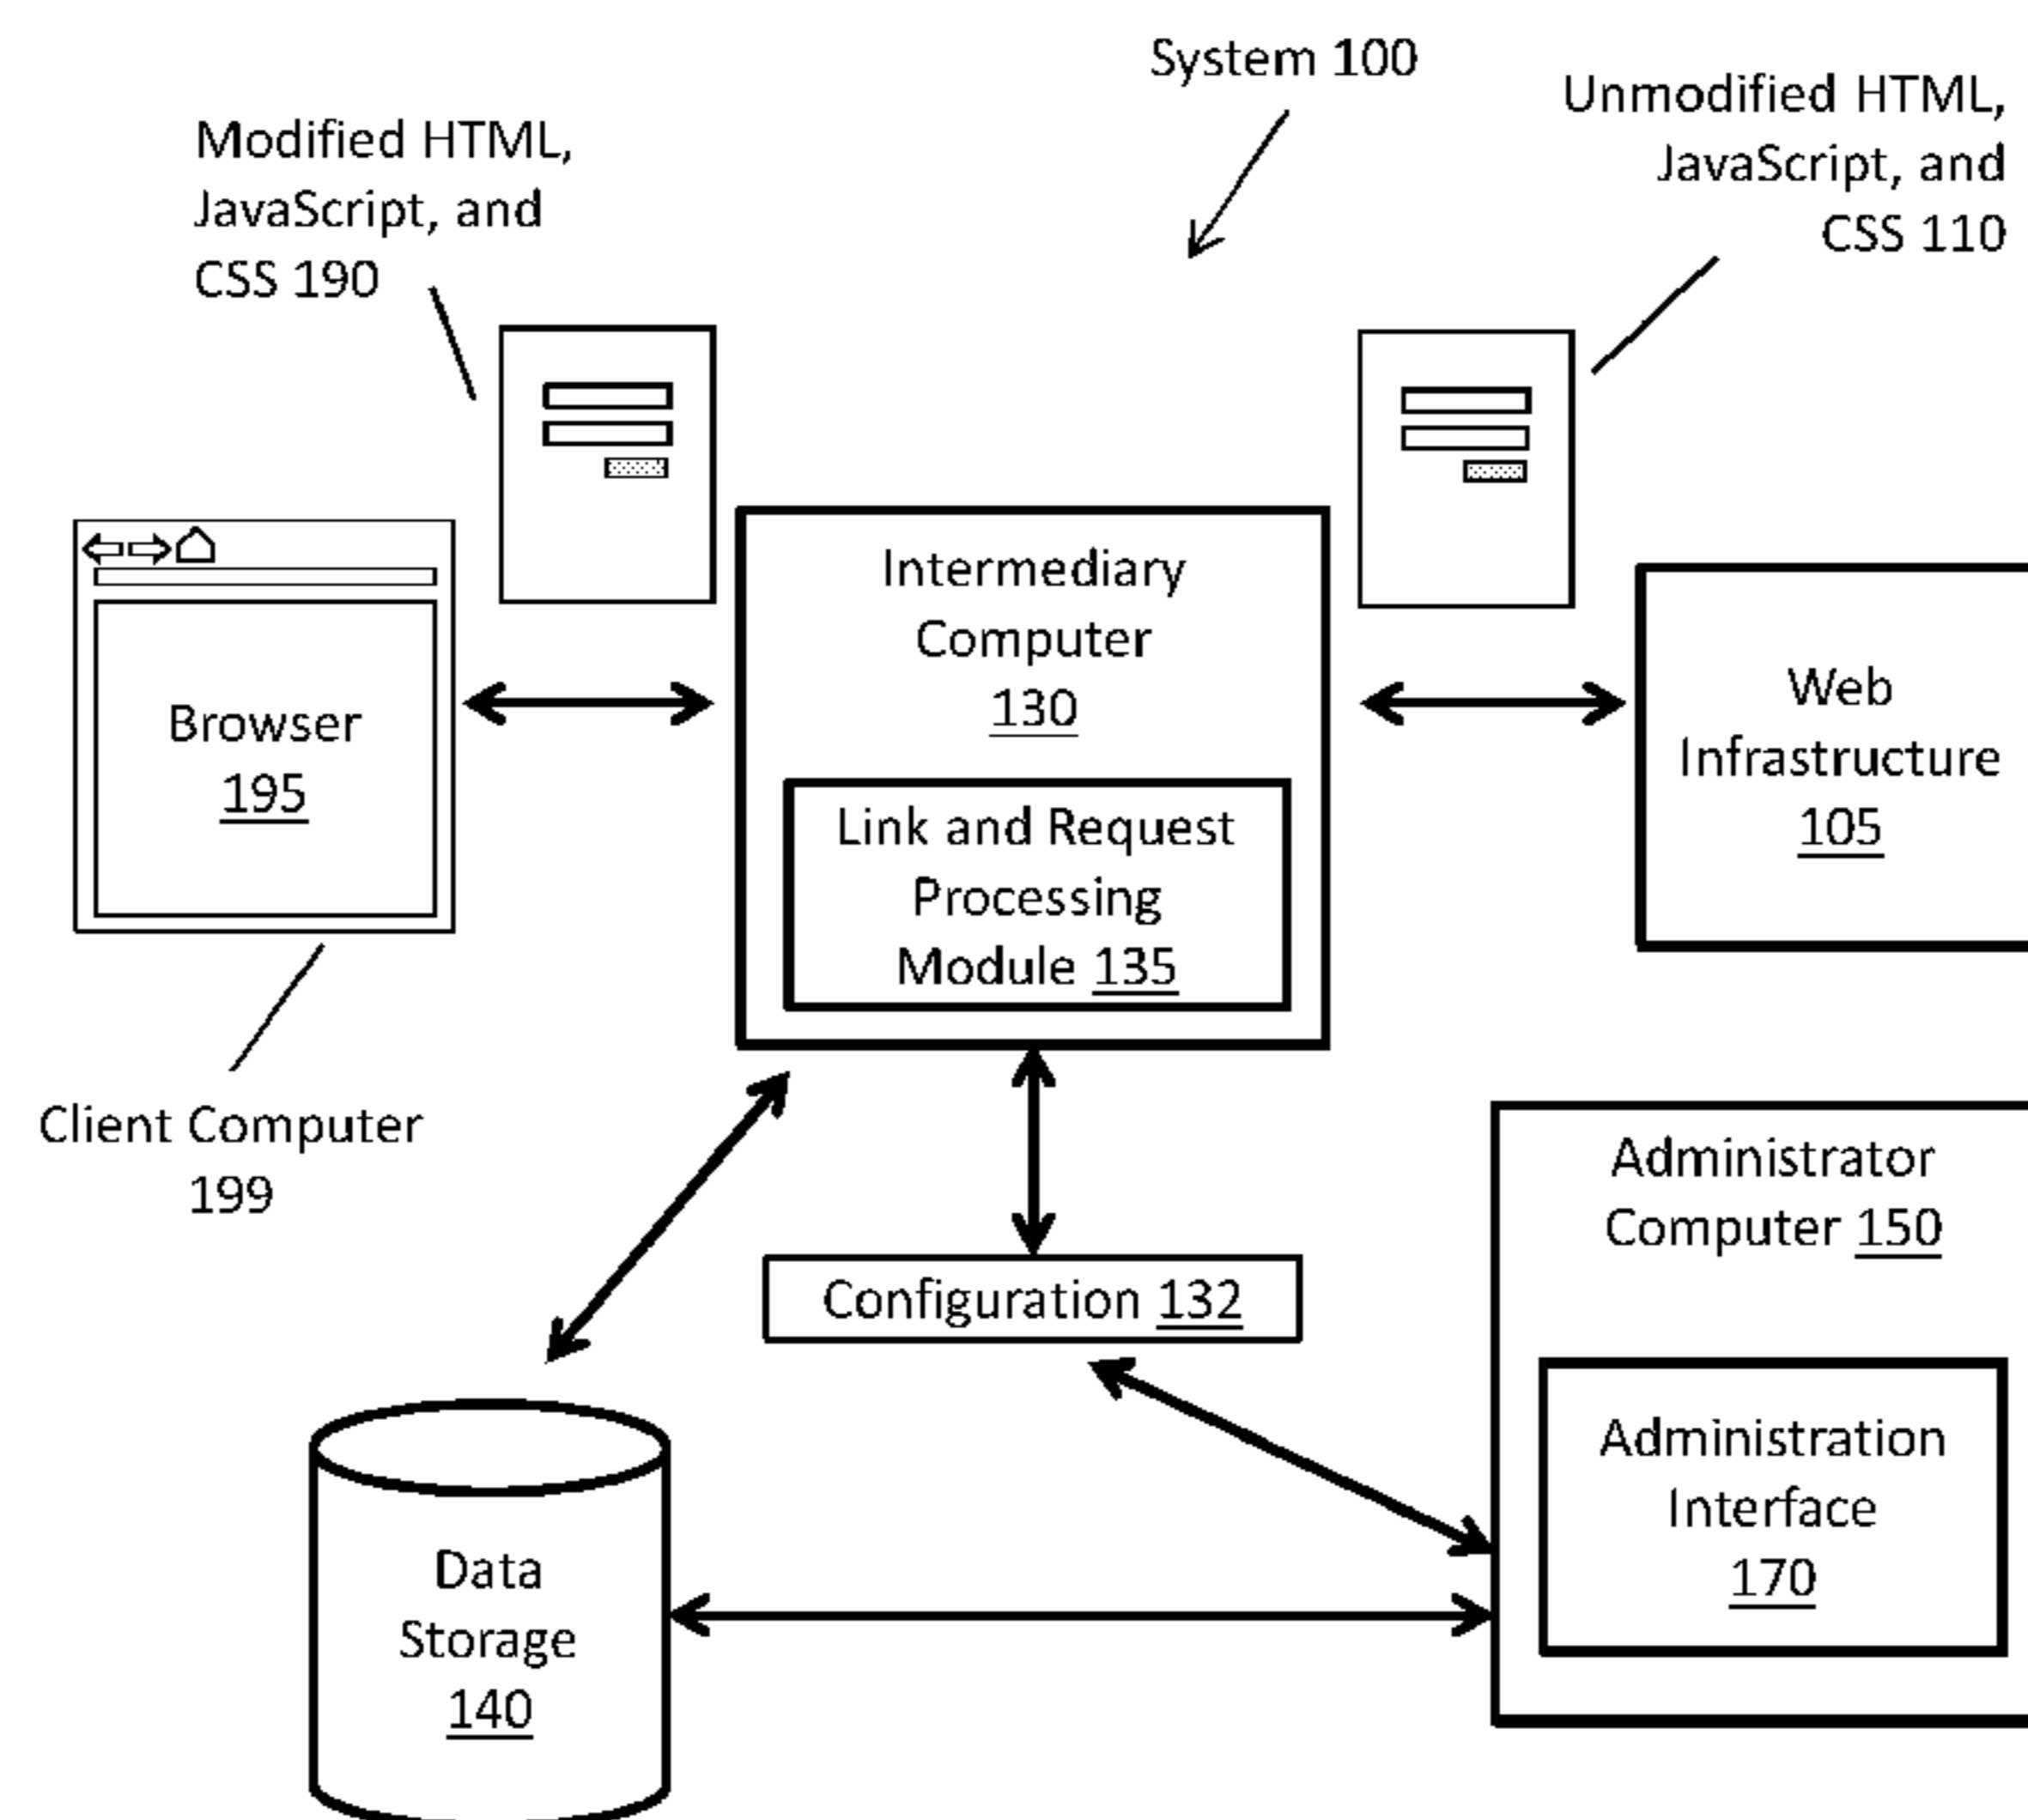 System 100
Unmodified HTML,
JavaScript, and
CSS 110
Modified HTML,
JavaScript, and
CSS 190
Intermediary
Computer
130
Link and Request
Processing
Module 135
Browser
195
Web
Infrastructure
105
Client Computer
199
Configuration 132
Administrator
Computer 150
Administration
Interface
170
Data
Storage
140